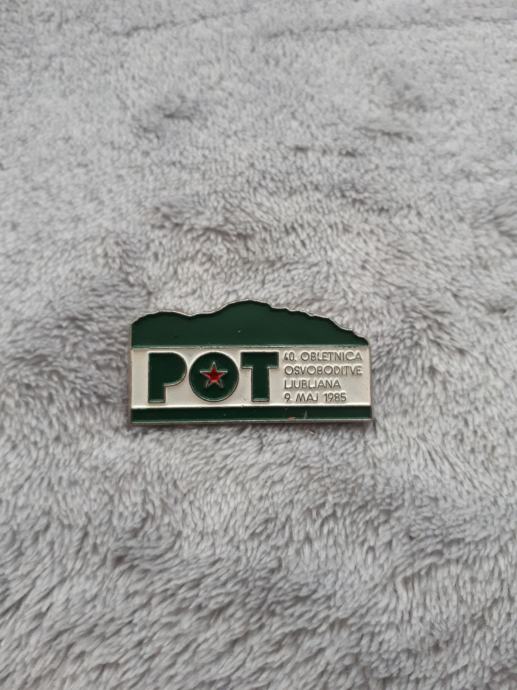 POT
40. OBLETNICA
OSVOBODITVE
LJUBLJANA
9. MAJ 1985